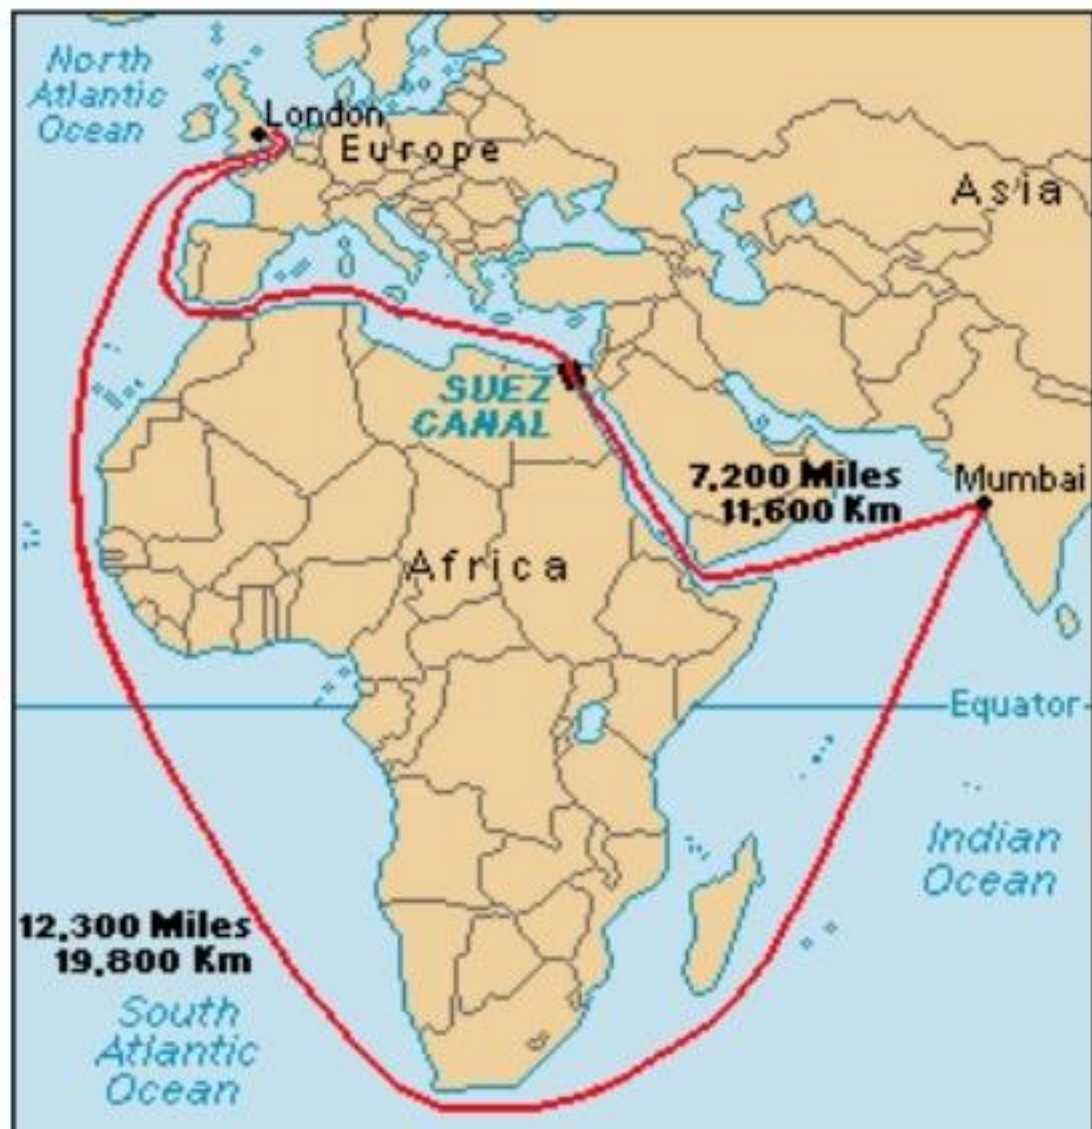 North
Atlantic
Ocean
London
Europe
Asia
SUEZ
CANAL
7,200 Miles
11,600 Km
Mumbai
Africa
Equator
Indian
Ocean
12,300 Miles
19,800 Km
South
Atlantic
Ocean